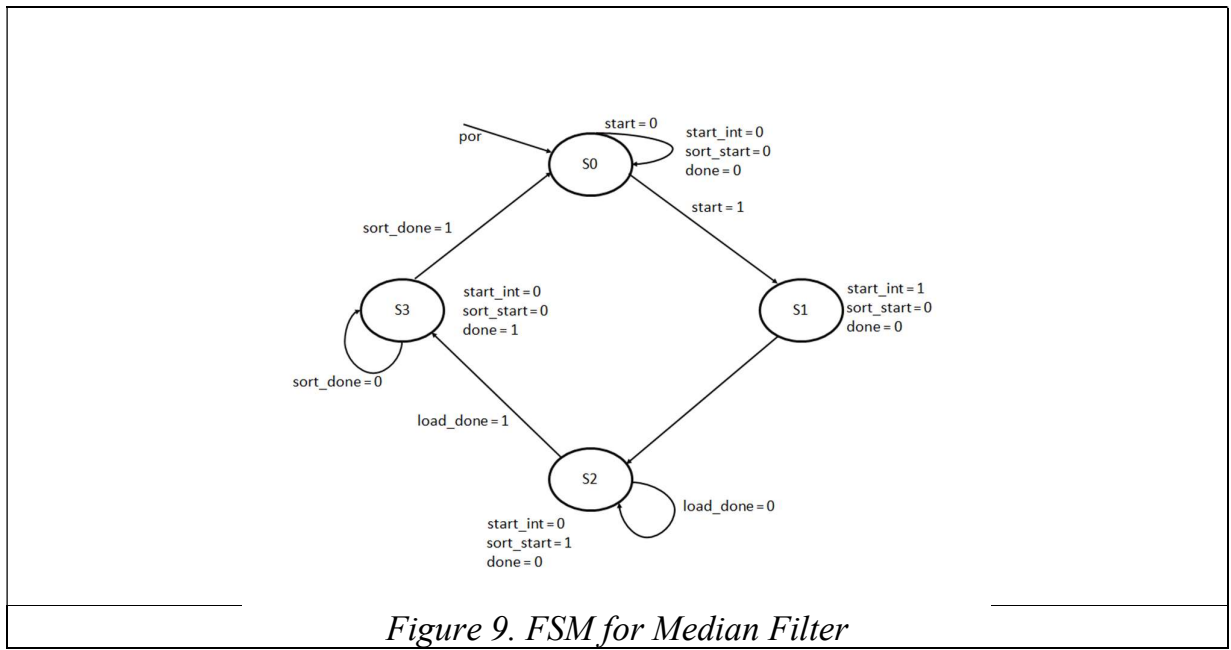 start = 0
por
S0
start_int = 0
sort_start = 0
done = 0
start = 1
sort_done = 1
S3
start_int = 0
sort_start = 0
done = 1
S1
start_int = 1
sort_start = 0
done = 0
sort_done = 0
load_done = 1
S2
load_done = 0
start_int = 0
sort_start = 1
done = 0
Figure 9. FSM for Median Filter